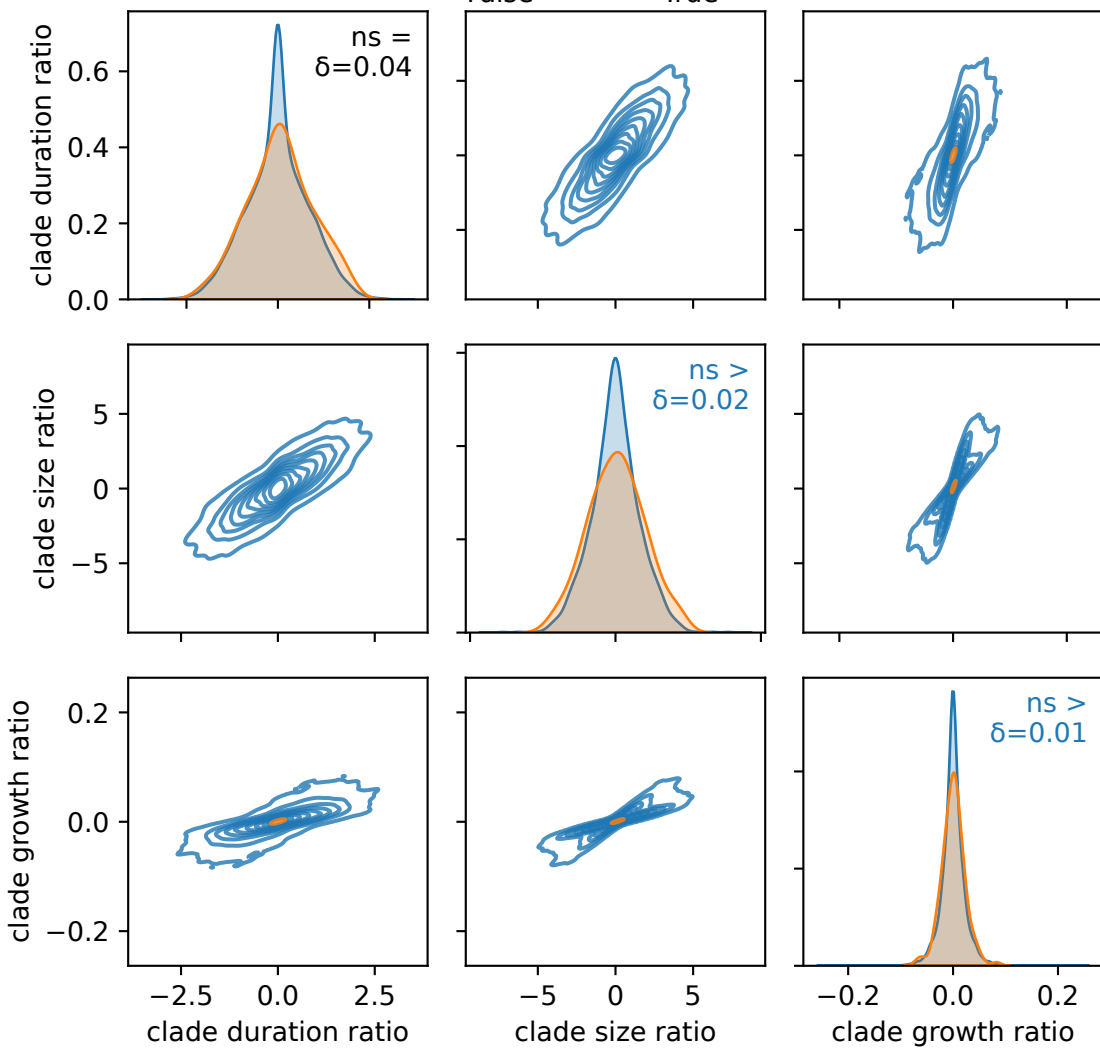 clade duration ratio
0.6
0.4
0.2
0.0
ns =
δ=0.04
clade size ratio
5
0
−5
ns >
δ=0.02
clade growth ratio
0.2
0.0
−0.2
ns >
δ=0.01
−2.5 0.0 2.5
−5 0 5
−0.2 0.0 0.2
clade duration ratio
clade size ratio
clade growth ratio